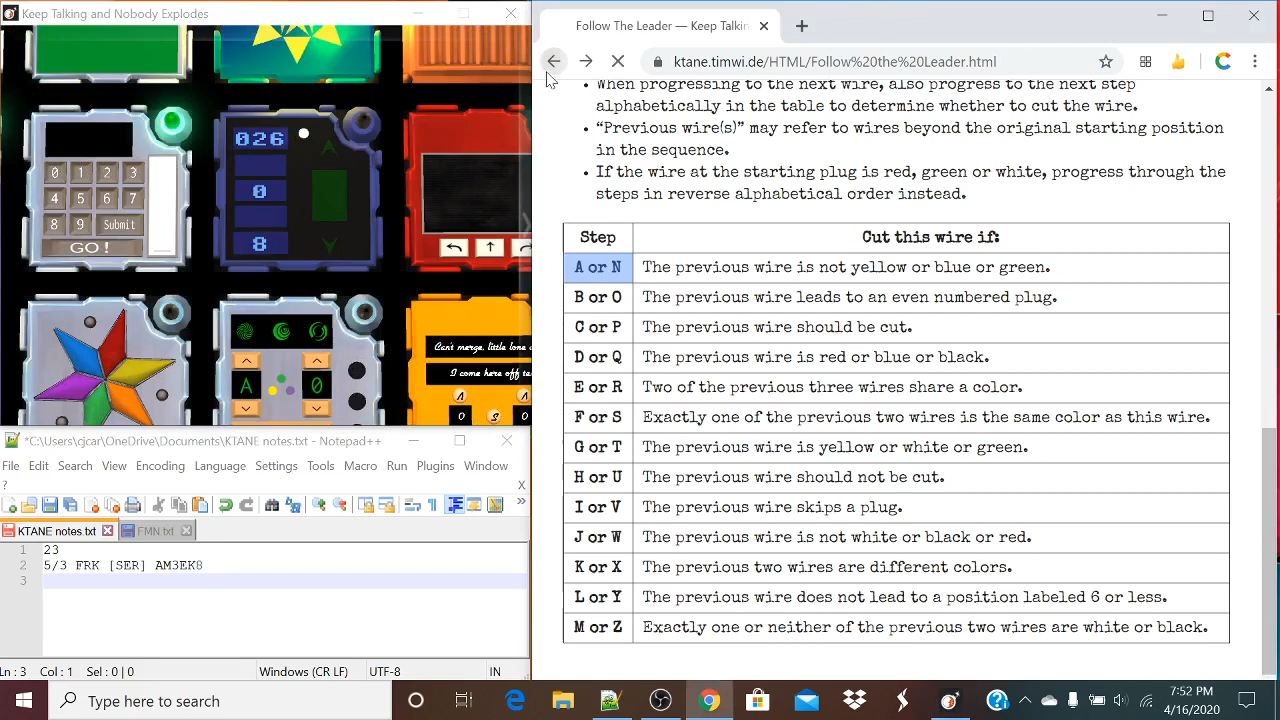 Keep Talking and Nobody Explodes
026
0
8
0 1 2 3
4 5 6 7
8 9 Submit
GO!
A
0
Can't merge, little lone
I come here off
A
0
S
A
0
*C:\Users\gjcar\OneDrive\Documents\KTANE notes.txt - Notepad++
File Edit Search View Encoding Language Settings Tools Macro Run Plugins Window
?
X
KTANE notes.txt
FMN txt
1 23
2 5/3 FRK [SER] AM3EK8
3
Ln : 3 Col : 1 Sel : 0 | 0
Windows (CR LF)
UTF-8
IN
Follow The Leader — Keep Talkin
ktane.timwi.de/HTML/Follow%20the%20Leader.html
When progressing to the next wire, also progress to the next step
alphabetically in the table to determine whether to cut the wire.
“Previous wire(s)” may refer to wires beyond the original starting position
in the sequence.
If the wire at the starting plug is red, green or white, progress through the
steps in reverse alphabetical order instead.
Step Cut this wire if:
A or N The previous wire is not yellow or blue or green.
B or O The previous wire leads to an even numbered plug.
C or P The previous wire should be cut.
D or Q The previous wire is red or blue or black.
E or R Two of the previous three wires share a color.
F or S Exactly one of the previous two wires is the same color as this wire.
G or T The previous wire is yellow or white or green.
H or U The previous wire should not be cut.
I or V The previous wire skips a plug.
J or W The previous wire is not white or black or red.
K or X The previous two wires are different colors.
L or Y The previous wire does not lead to a position labeled 6 or less.
M or Z Exactly one or neither of the previous two wires are white or black.
Type here to search
7:52 PM
4/16/2020